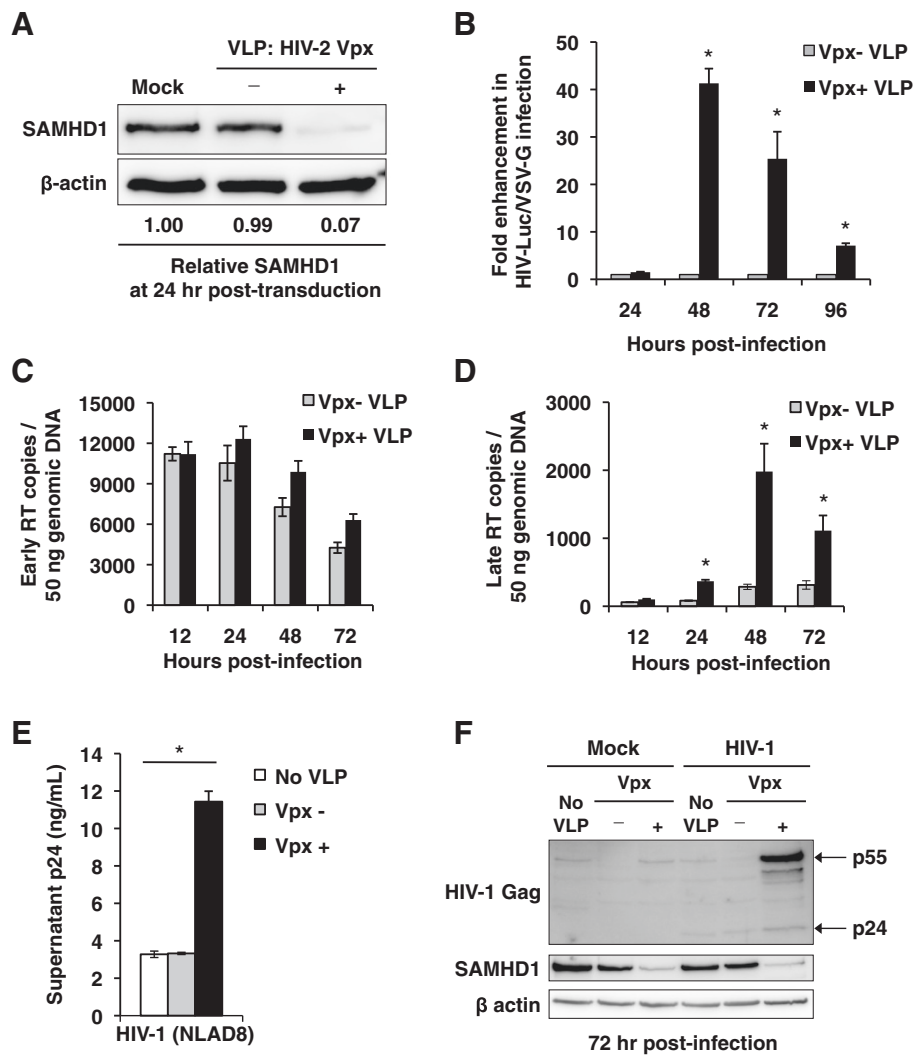 A
VLP: HIV-2 Vpx
Mock – +
SAMHD1
β-actin
1.00 0.99 0.07
Relative SAMHD1
at 24 hr post-transduction
B
Fold enhancement in
HIV-Luc/VSV-G infection
50
40
30
20
10
0
* * *
Vpx- VLP
Vpx+ VLP
24 48 72 96
Hours post-infection
C
Early RT copies /
50 ng genomic DNA
15000
12000
9000
6000
3000
0
Vpx- VLP
Vpx+ VLP
12 24 48 72
Hours post-infection
D
Late RT copies /
50 ng genomic DNA
3000
2000
1000
0
* * *
Vpx- VLP
Vpx+ VLP
12 24 48 72
Hours post-infection
E
Supernatant p24 (ng/mL)
14
12
10
8
6
4
2
0
*
No VLP
Vpx -
Vpx +
HIV-1 (NLAD8)
F
Mock HIV-1
Vpx Vpx
No VLP – + No VLP – +
HIV-1 Gag
p55
p24
SAMHD1
β actin
72 hr post-infection